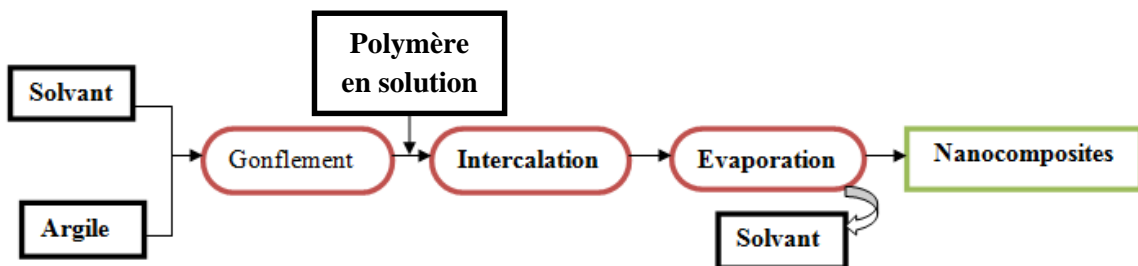 Polymère
en solution
Solvant
Gonflement
Intercalation
Evaporation
Nanocomposites
Argile
Solvant